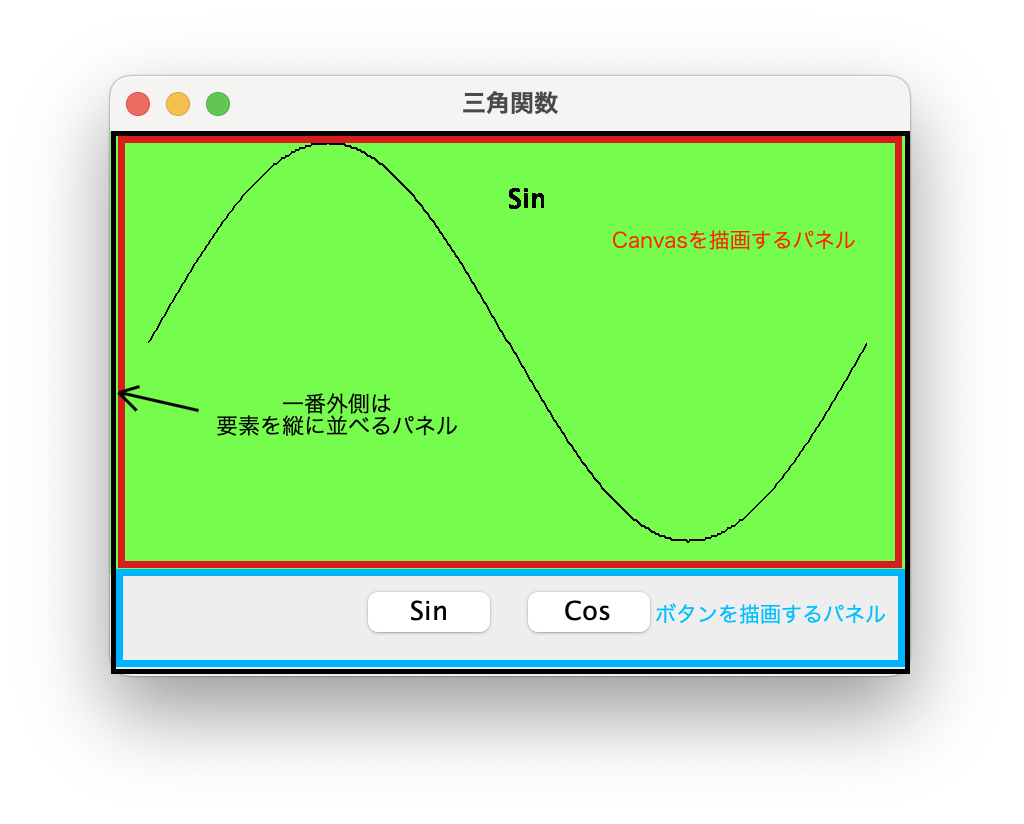 三角関数
Sin
Canvasを描画するパネル
一番外側は
要素を縦に並べるパネル
Sin
Cos
ボタンを描画するパネル